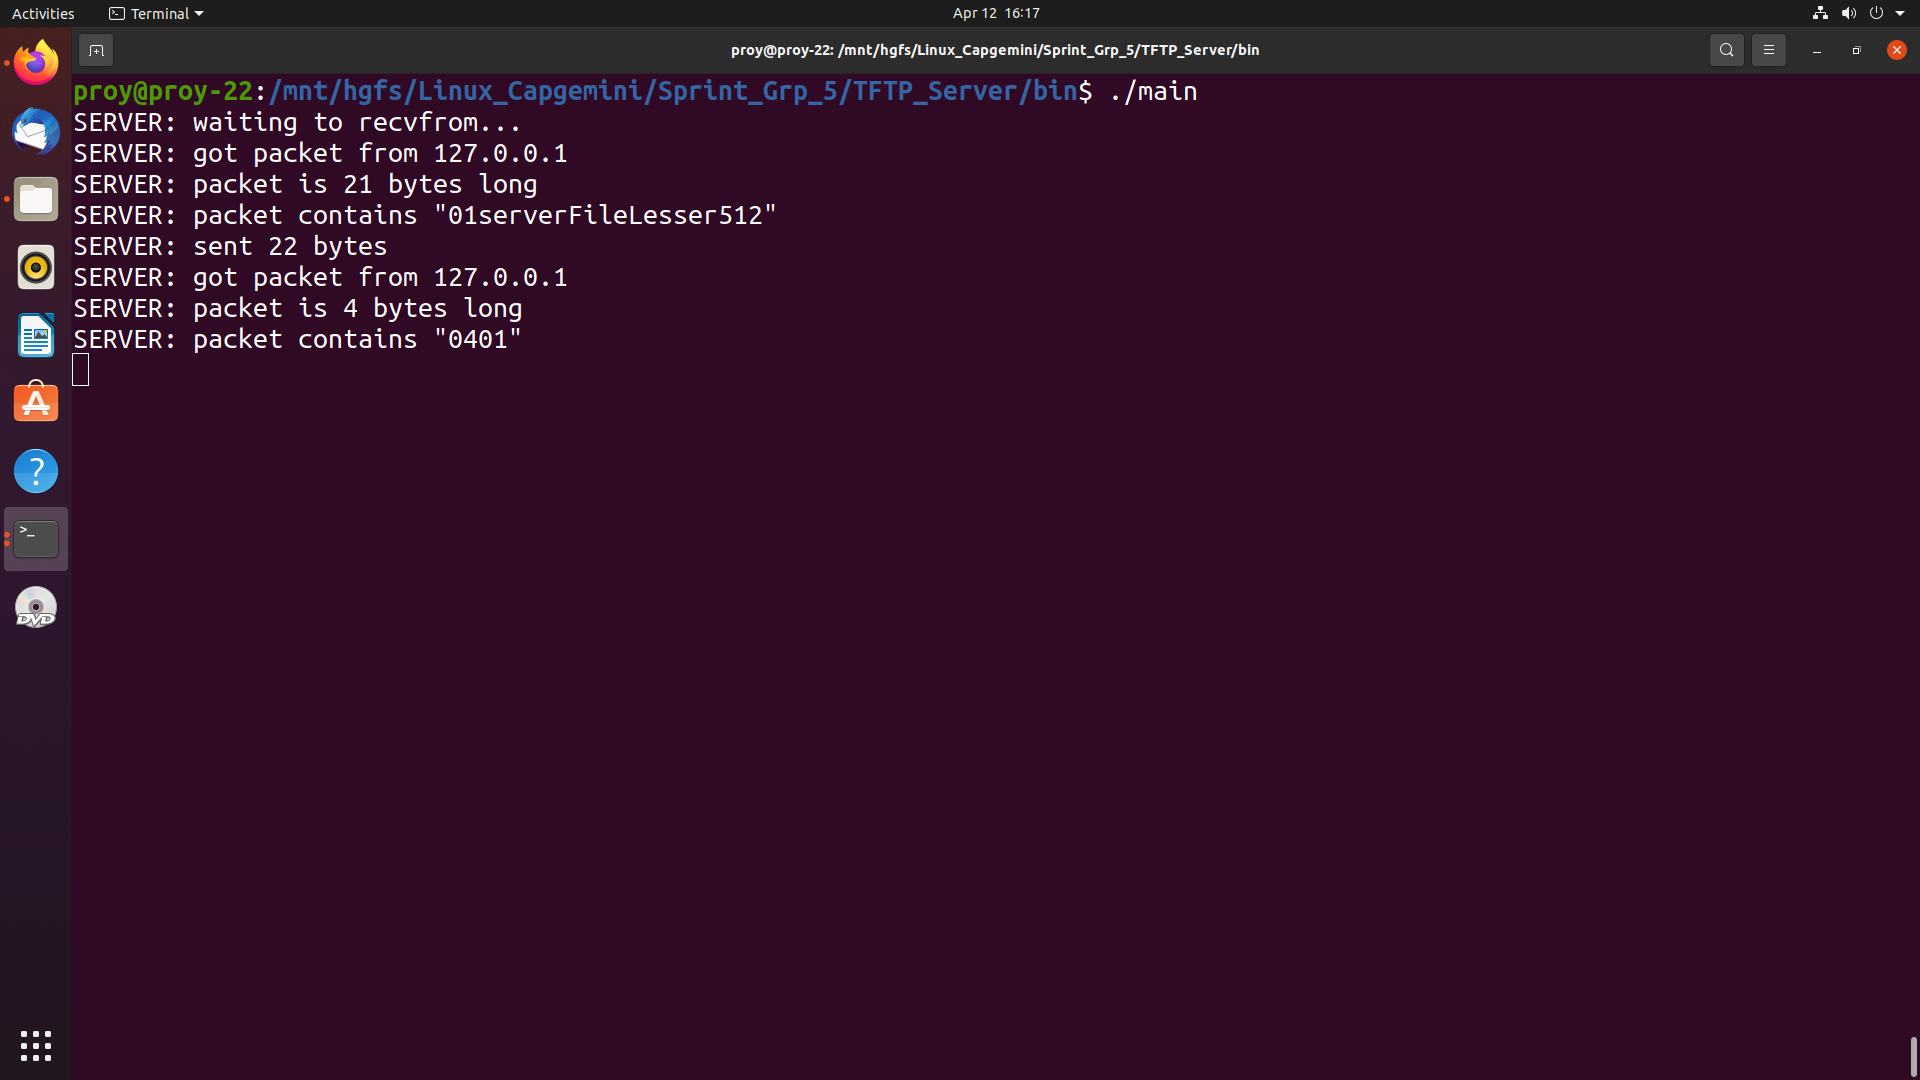 Activities
Terminal
Apr 12 16:17
proy@proy-22: /mnt/hgfs/Linux_Capgemini/Sprint_Grp_5/TFTP_Server/bin
proy@proy-22:/mnt/hgfs/Linux_Capgemini/Sprint_Grp_5/TFTP_Server/bin$ ./main
SERVER: waiting to recvfrom...
SERVER: got packet from 127.0.0.1
SERVER: packet is 21 bytes long
SERVER: packet contains "01serverFileLesser512"
SERVER: sent 22 bytes
SERVER: got packet from 127.0.0.1
SERVER: packet is 4 bytes long
SERVER: packet contains "0401"
>_
DVD